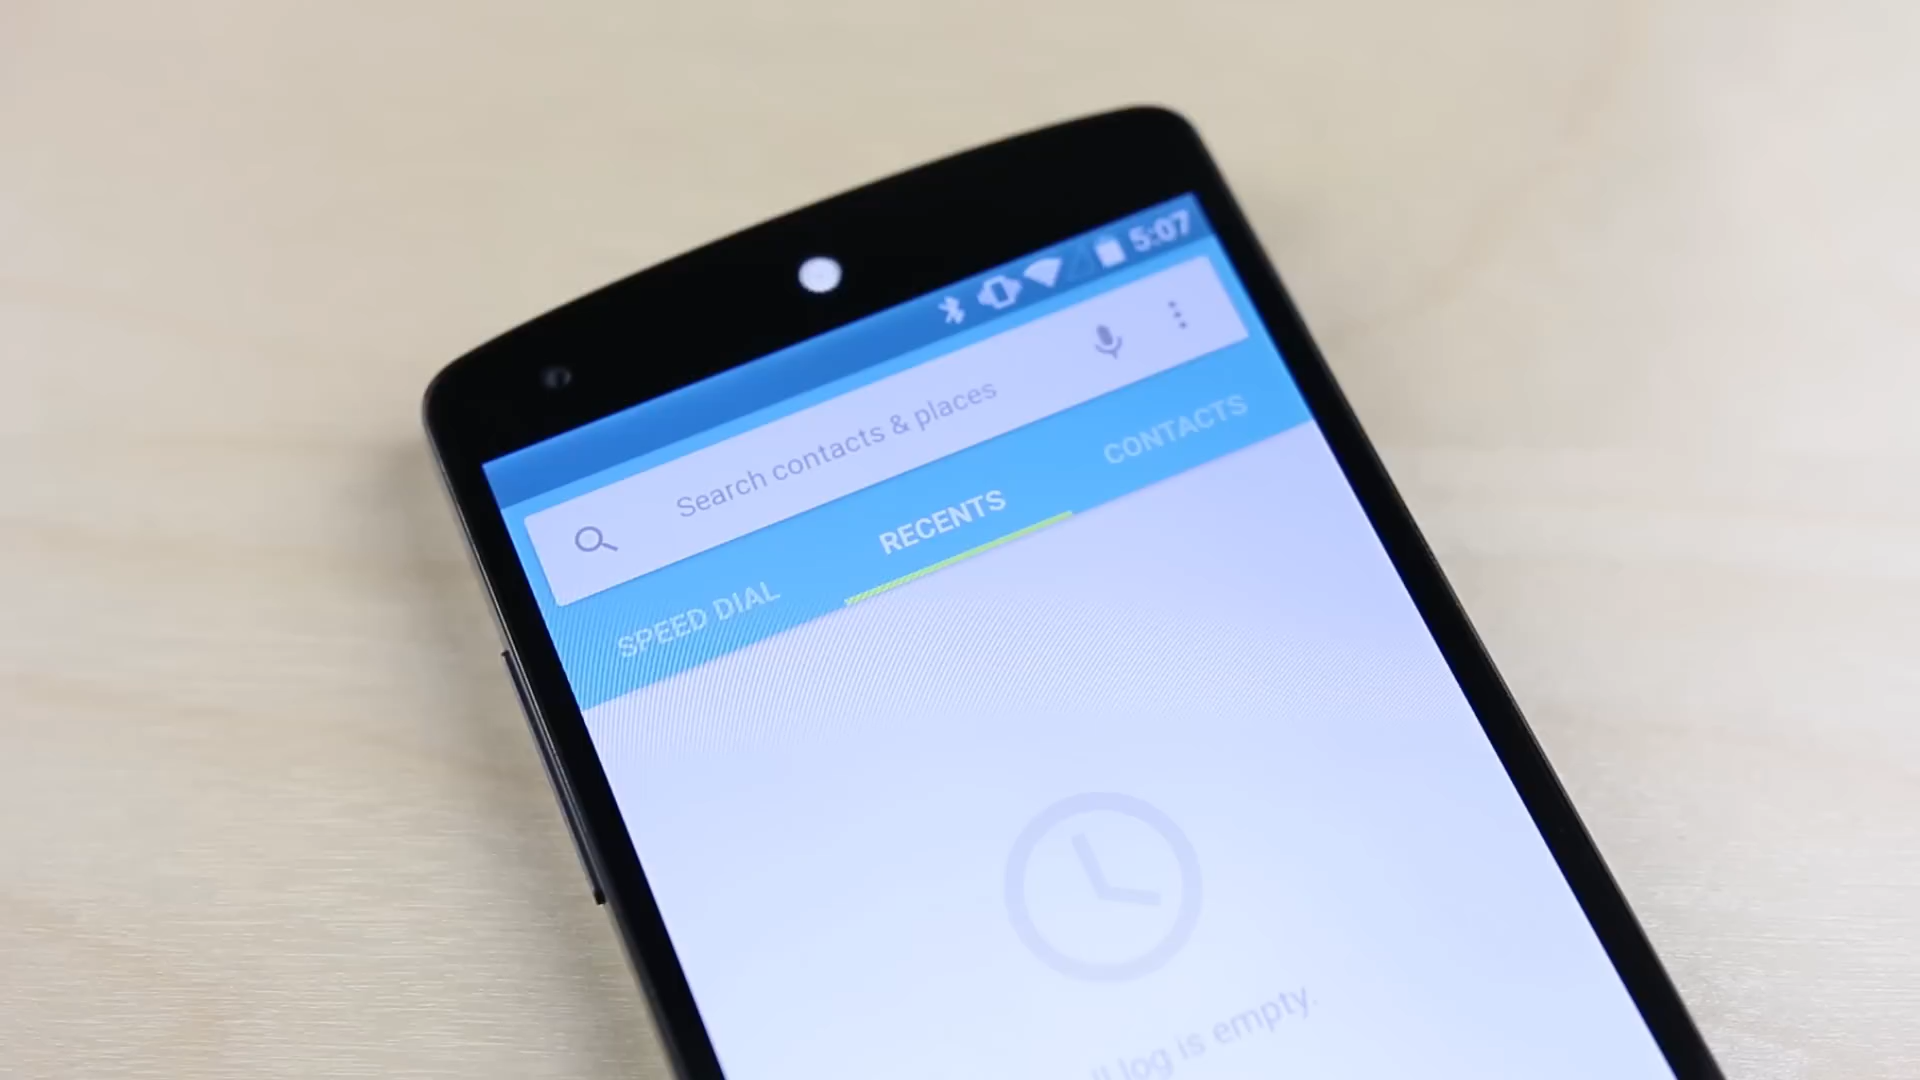 5:07
Search contacts & places
SPEED DIAL RECENTS CONTACTS
log is empty.